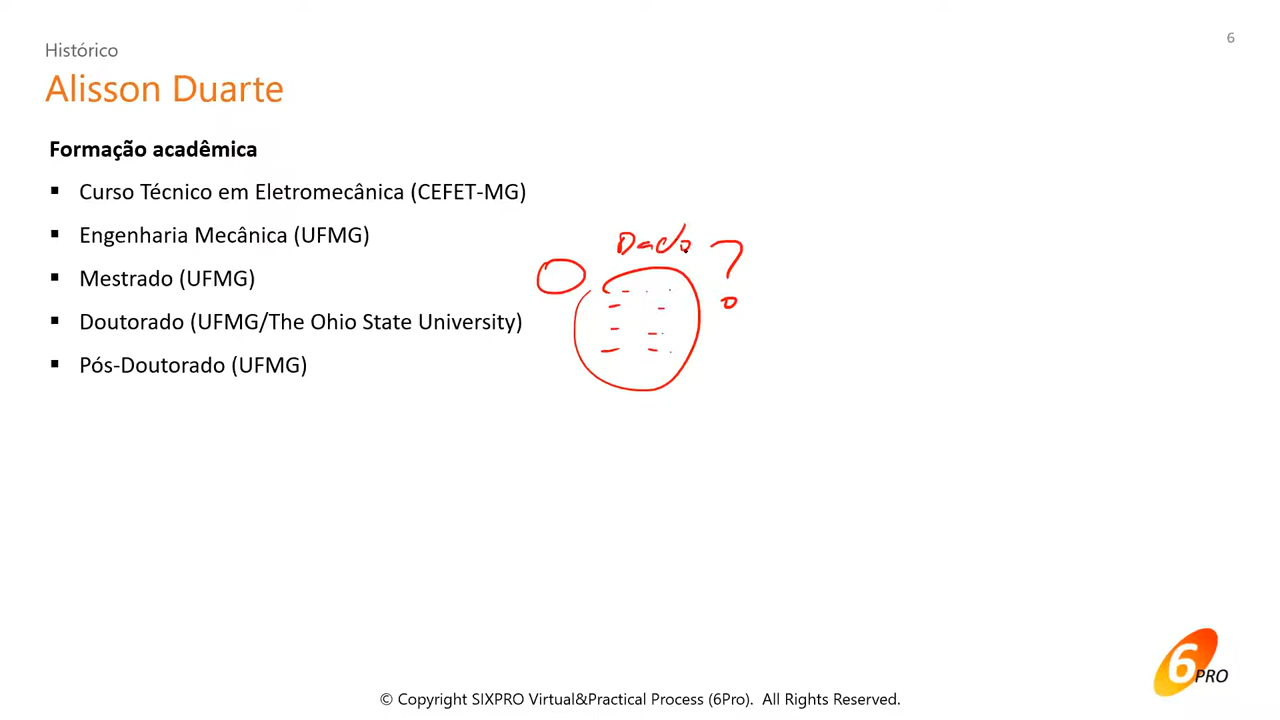 Histórico
6
Alisson Duarte
Formação acadêmica
▪ Curso Técnico em Eletromecânica (CEFET-MG)
▪ Engenharia Mecânica (UFMG)
▪ Mestrado (UFMG)
▪ Doutorado (UFMG/The Ohio State University)
▪ Pós-Doutorado (UFMG)
Dado ?
6PRO
© Copyright SIXPRO Virtual&Practical Process (6Pro). All Rights Reserved.